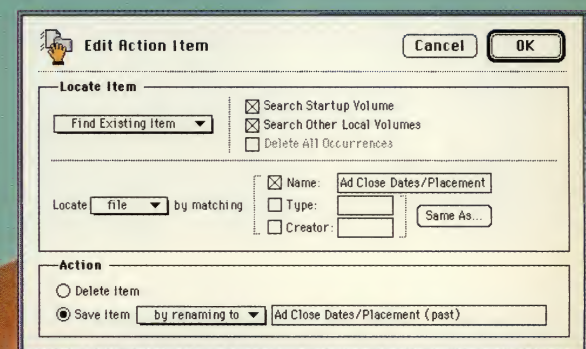 Edit Action Item
Cancel
OK
Locate Item
Find Existing Item
Search Startup Volume
Search Other Local Volumes
Delete All Occurrences
Locate file by matching
Name: Ad Close Dates/Placement
Type:
Creator:
Same As...
Action
Delete Item
Save Item by renaming to Ad Close Dates/Placement (past)